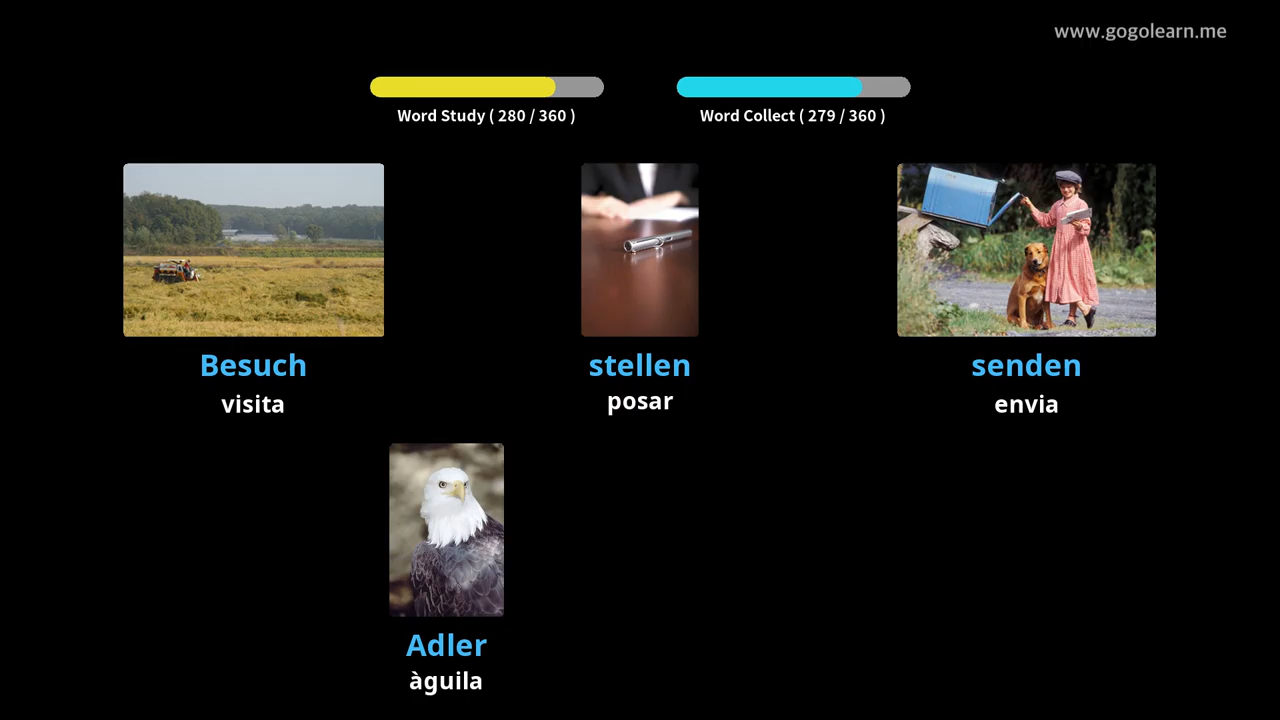 www.gogolearn.me
Word Study ( 280 / 360 )
Word Collect ( 279 / 360 )
Besuch
visita
stellen
posar
senden
envia
Adler
àguila